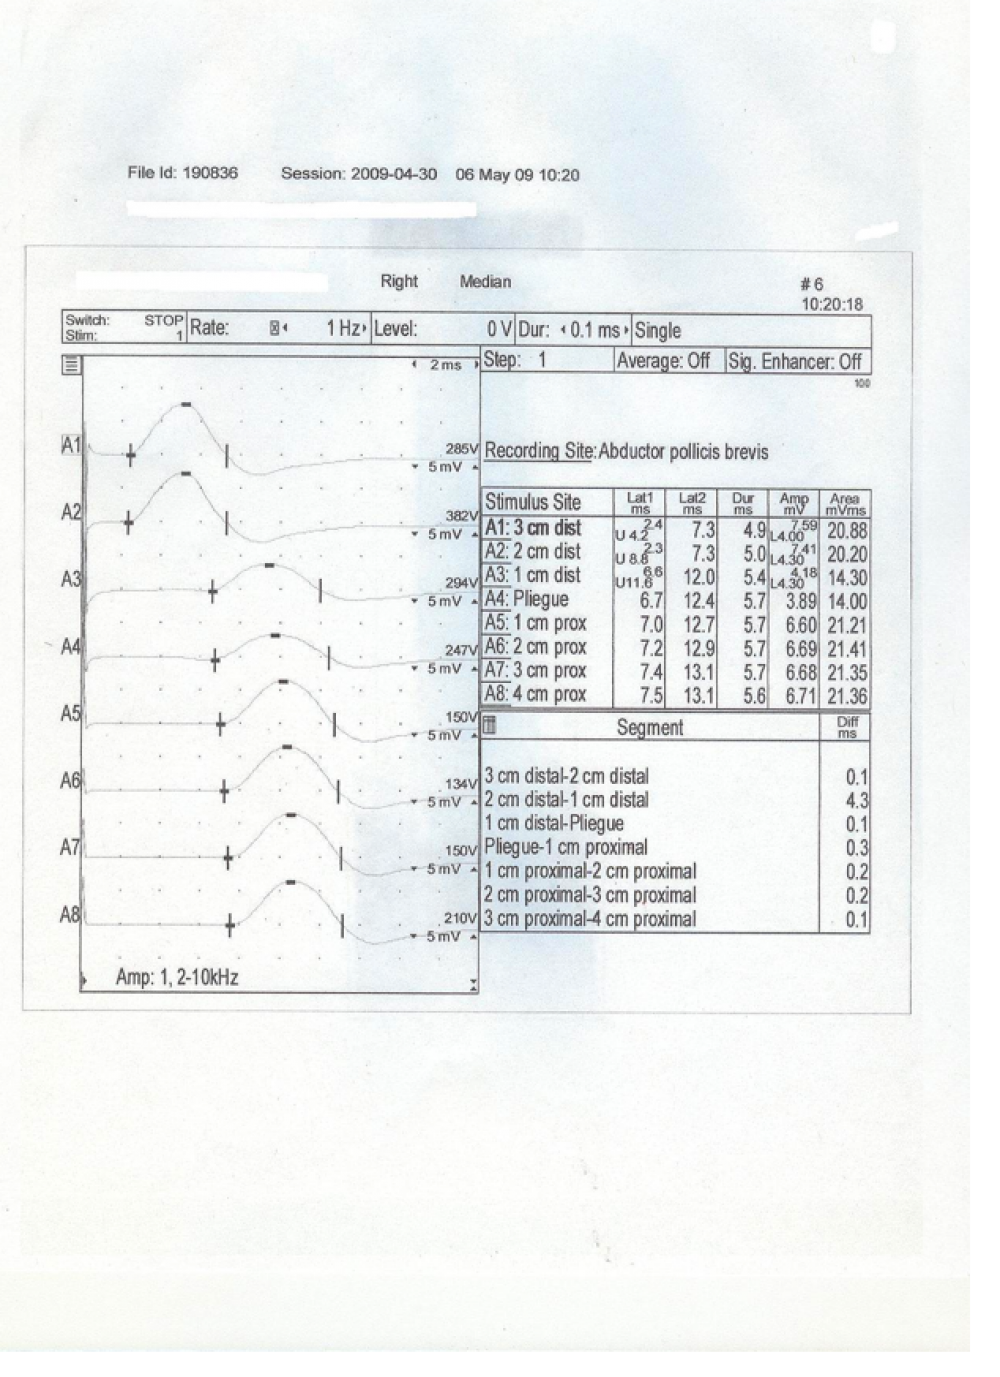 File Id: 190836 Session: 2009-04-30 06 May 09 10:20
Right Median #6
10:20:18
Switch: STOP
Stim: 1
Rate: 1 Hz Level: 0 V Dur: 0.1 ms Single
2 ms Step: 1 Average: Off Sig. Enhancer: Off
100
A1 285V
5 mV
Recording Site: Abductor pollicis brevis
A2 382V
5 mV
A3 294V
5 mV
A4 247V
5 mV
A5 150V
5 mV
A6 134V
5 mV
A7 150V
5 mV
A8 210V
5 mV
Amp: 1, 2-10kHz
Stimulus Site Lat1 ms Lat2 ms Dur ms Amp mV Area mVms
A1: 3 cm dist U 4.2 2.4 7.3 4.9 L4.00 7.59 20.88
A2: 2 cm dist U 8.8 2.3 7.3 5.0 L4.30 7.41 20.20
A3: 1 cm dist U11.6 6.6 12.0 5.4 L4.30 4.18 14.30
A4: Pliegue 6.7 12.4 5.7 3.89 14.00
A5: 1 cm prox 7.0 12.7 5.7 6.60 21.21
A6: 2 cm prox 7.2 12.9 5.7 6.69 21.41
A7: 3 cm prox 7.4 13.1 5.7 6.68 21.35
A8: 4 cm prox 7.5 13.1 5.6 6.71 21.36
Segment Diff ms
3 cm distal-2 cm distal 0.1
2 cm distal-1 cm distal 4.3
1 cm distal-Pliegue 0.1
Pliegue-1 cm proximal 0.3
1 cm proximal-2 cm proximal 0.2
2 cm proximal-3 cm proximal 0.2
3 cm proximal-4 cm proximal 0.1